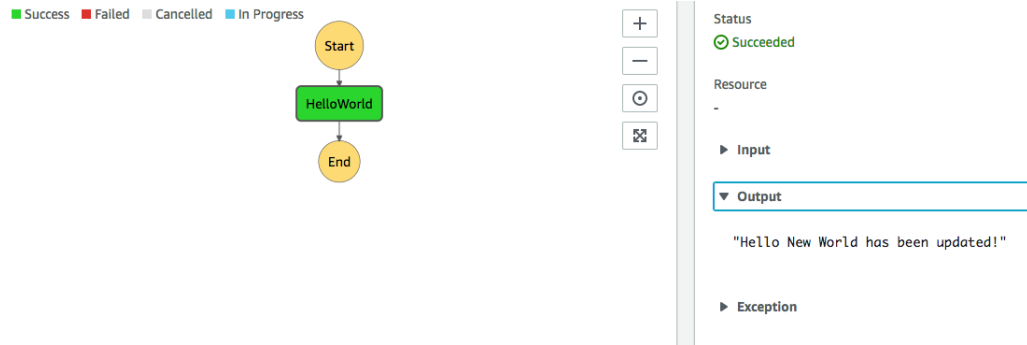 Success Failed Cancelled In Progress
Start
HelloWorld
End
Status
Succeeded
Resource
-
Input
Output
"Hello New World has been updated!"
Exception